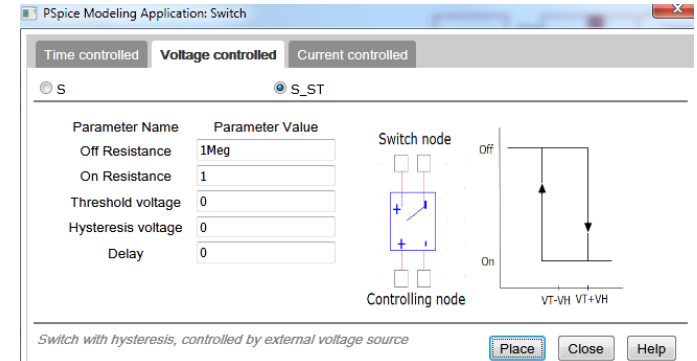 PSpice Modeling Application: Switch
Time controlled Voltage controlled Current controlled
S S_ST
Parameter Name Parameter Value
Off Resistance 1Meg
On Resistance 1
Threshold voltage 0
Hysteresis voltage 0
Delay 0
Switch node
+
+ -
Controlling node
Off
On
VT-VH VT+VH
Switch with hysteresis, controlled by external voltage source
Place Close Help